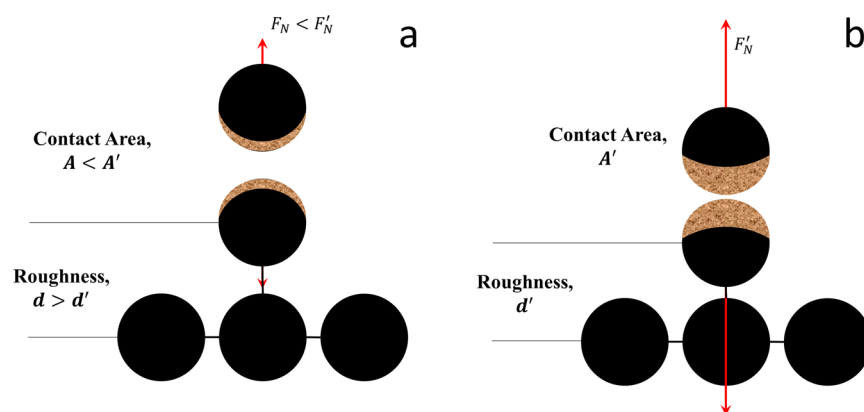 F_N < F'_N
a
Contact Area,
A < A'
Roughness,
d > d'
b
F'_N
Contact Area,
A'
Roughness,
d'